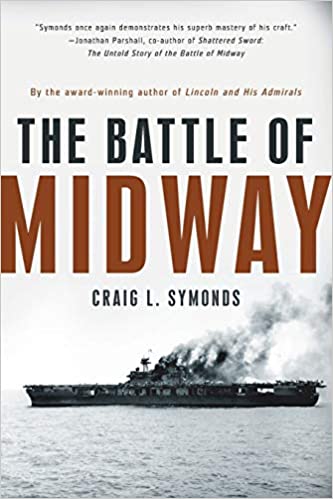 "Symonds once again demonstrates his superb mastery of his craft."
—Jonathan Parshall, co-author of Shattered Sword:
The Untold Story of the Battle of Midway
By the award-winning author of Lincoln and His Admirals
THE BATTLE OF
MIDWAY
CRAIG L. SYMONDS